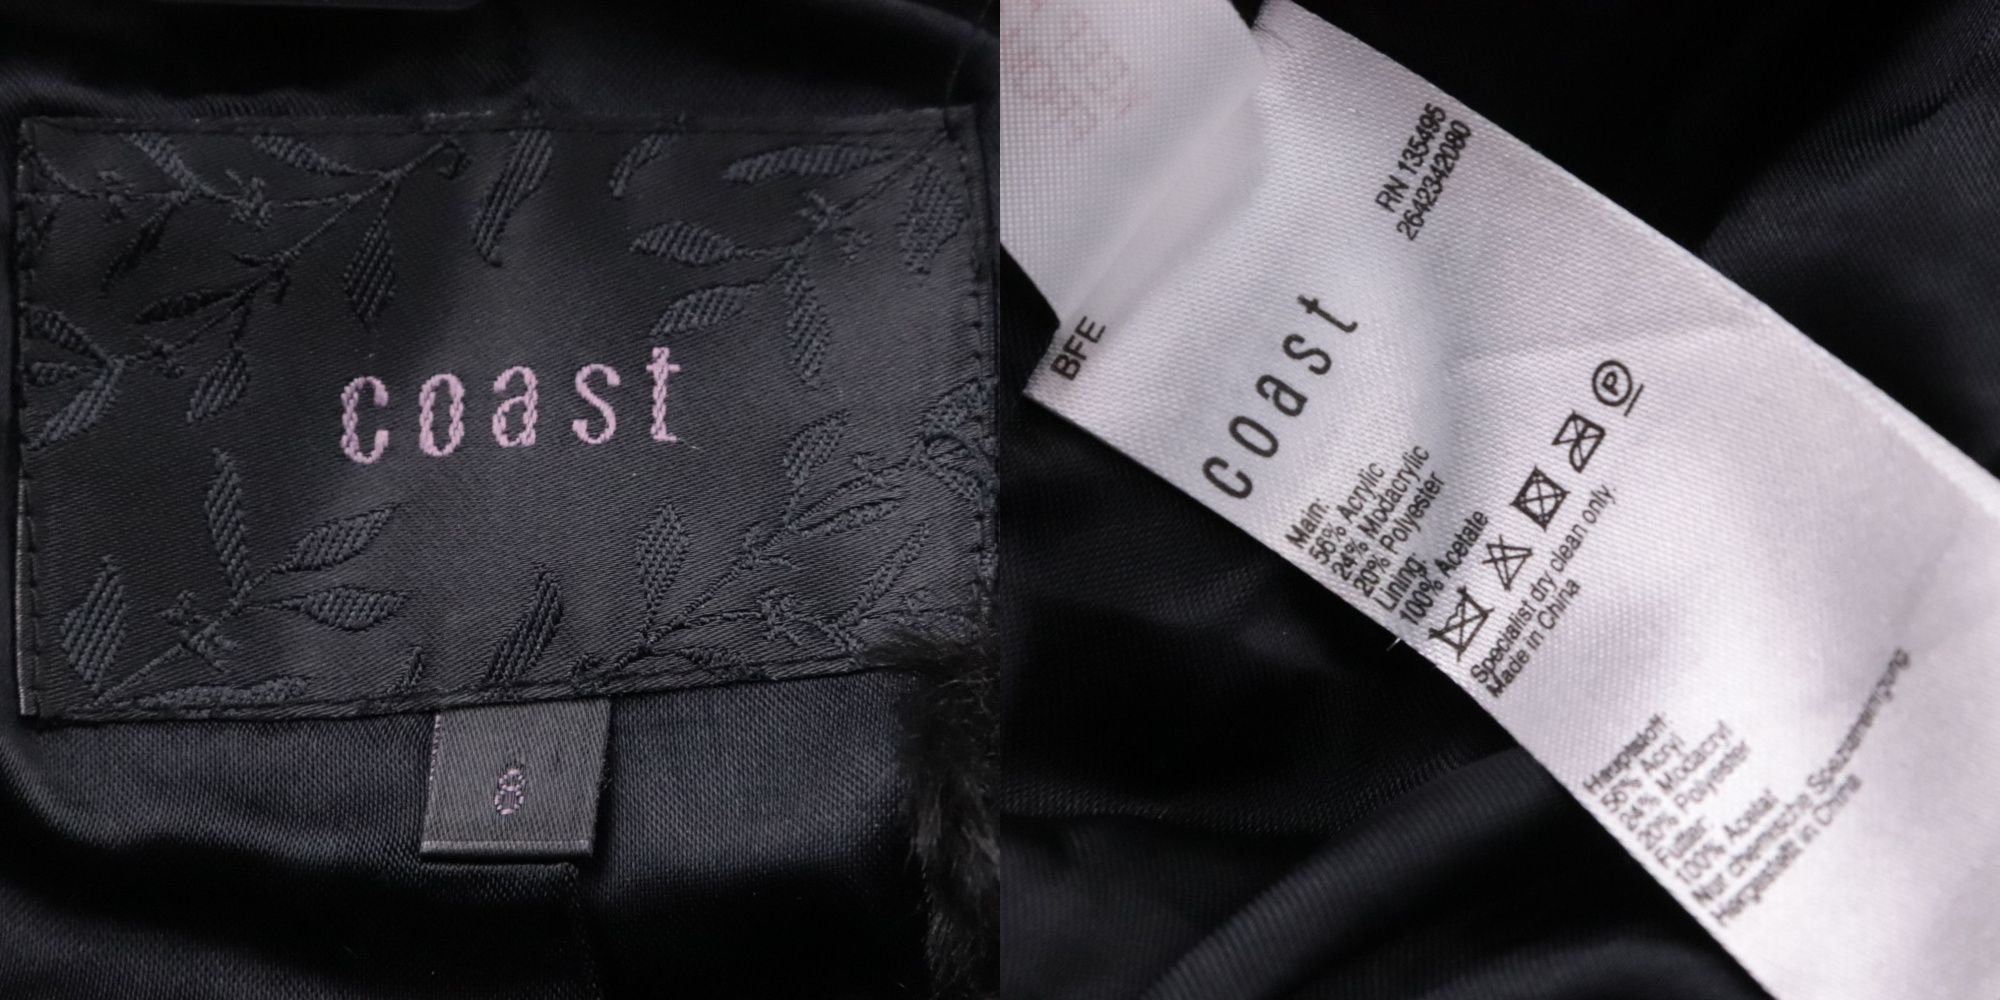 coast
8
RN 135495
2642342080
BFE
coast
Main:
56% Acrylic
24% Modacrylic
20% Polyester
Lining:
100% Acetate
P
Specialist dry clean only.
Made in China
Hauptstoff:
56% Acryl
24% Modacryl
20% Polyester
Futter:
100% Acetat
Nur chemische Spezialreinigung
Hergestellt in China